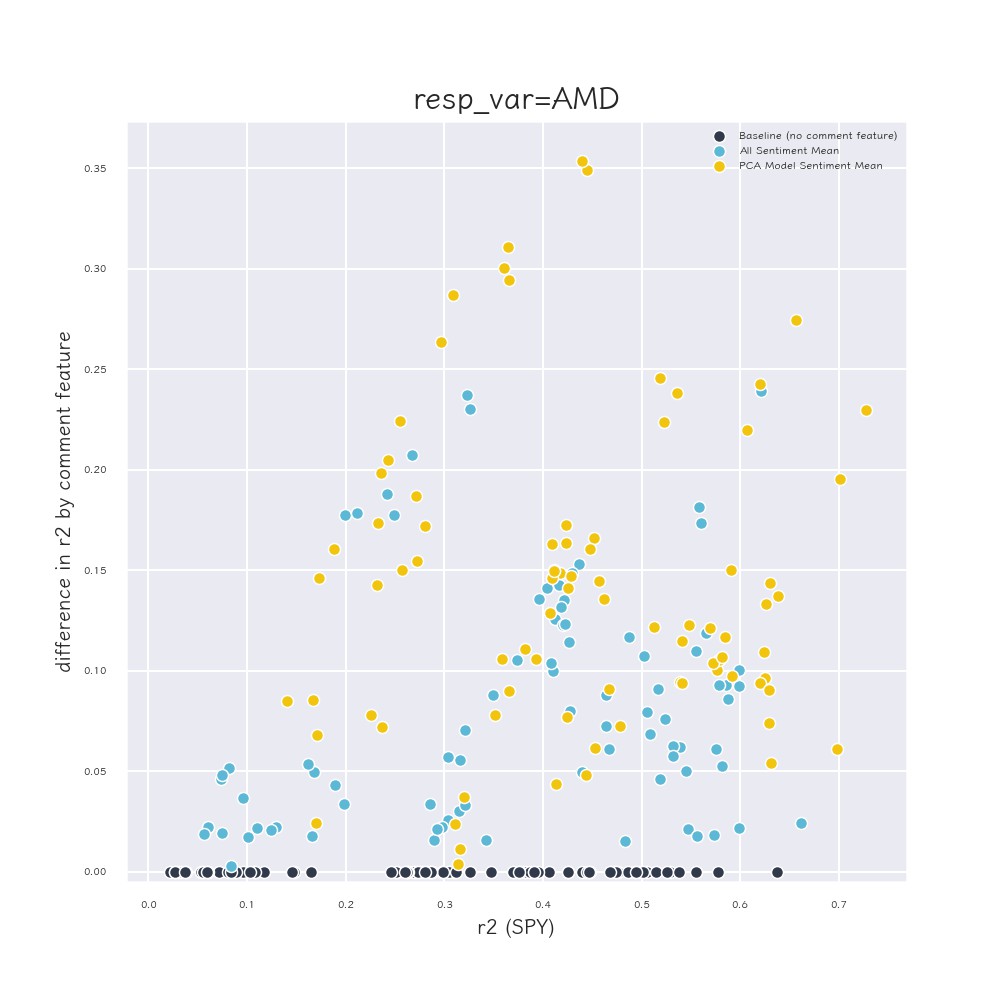 resp_var=AMD
Baseline (no comment feature)
All Sentiment Mean
PCA Model Sentiment Mean
0.35
0.30
0.25
0.20
0.15
0.10
0.05
0.00
difference in r2 by comment feature
0.0 0.1 0.2 0.3 0.4 0.5 0.6 0.7
r2 (SPY)